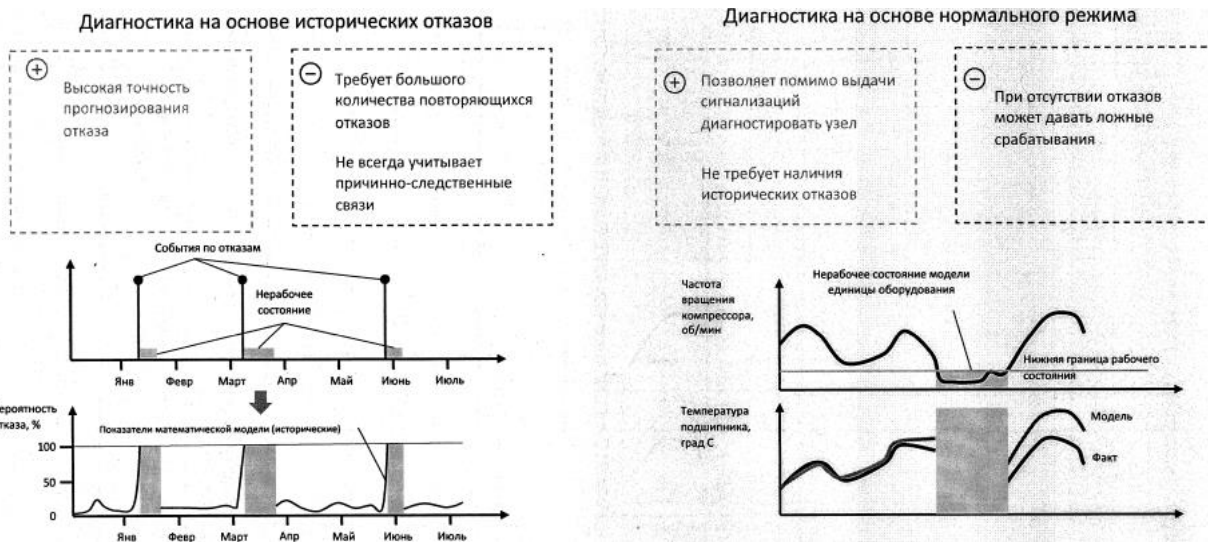 Диагностика на основе исторических отказов
+
Высокая точность
прогнозирования
отказа
−
Требует большого
количества повторяющихся
отказов
Не всегда учитывает
причинно-следственные
связи
События по отказам
Нерабочее
состояние
Янв Февр Март Апр Май Июнь Июль
ероятность
тказа, %
Показатели математической модели (исторические)
100
50
0
Янв Февр Март Апр Май Июнь Июль
Диагностика на основе нормального режима
+
Позволяет помимо выдачи
сигнализаций
диагностировать узел
Не требует наличия
исторических отказов
−
При отсутствии отказов
может давать ложные
срабатывания
Частота
вращения
компрессора,
об/мин
Нерабочее состояние модели
единицы оборудования
Нижняя граница рабочего
состояния
Температура
подшипника,
град С
Модель
Факт